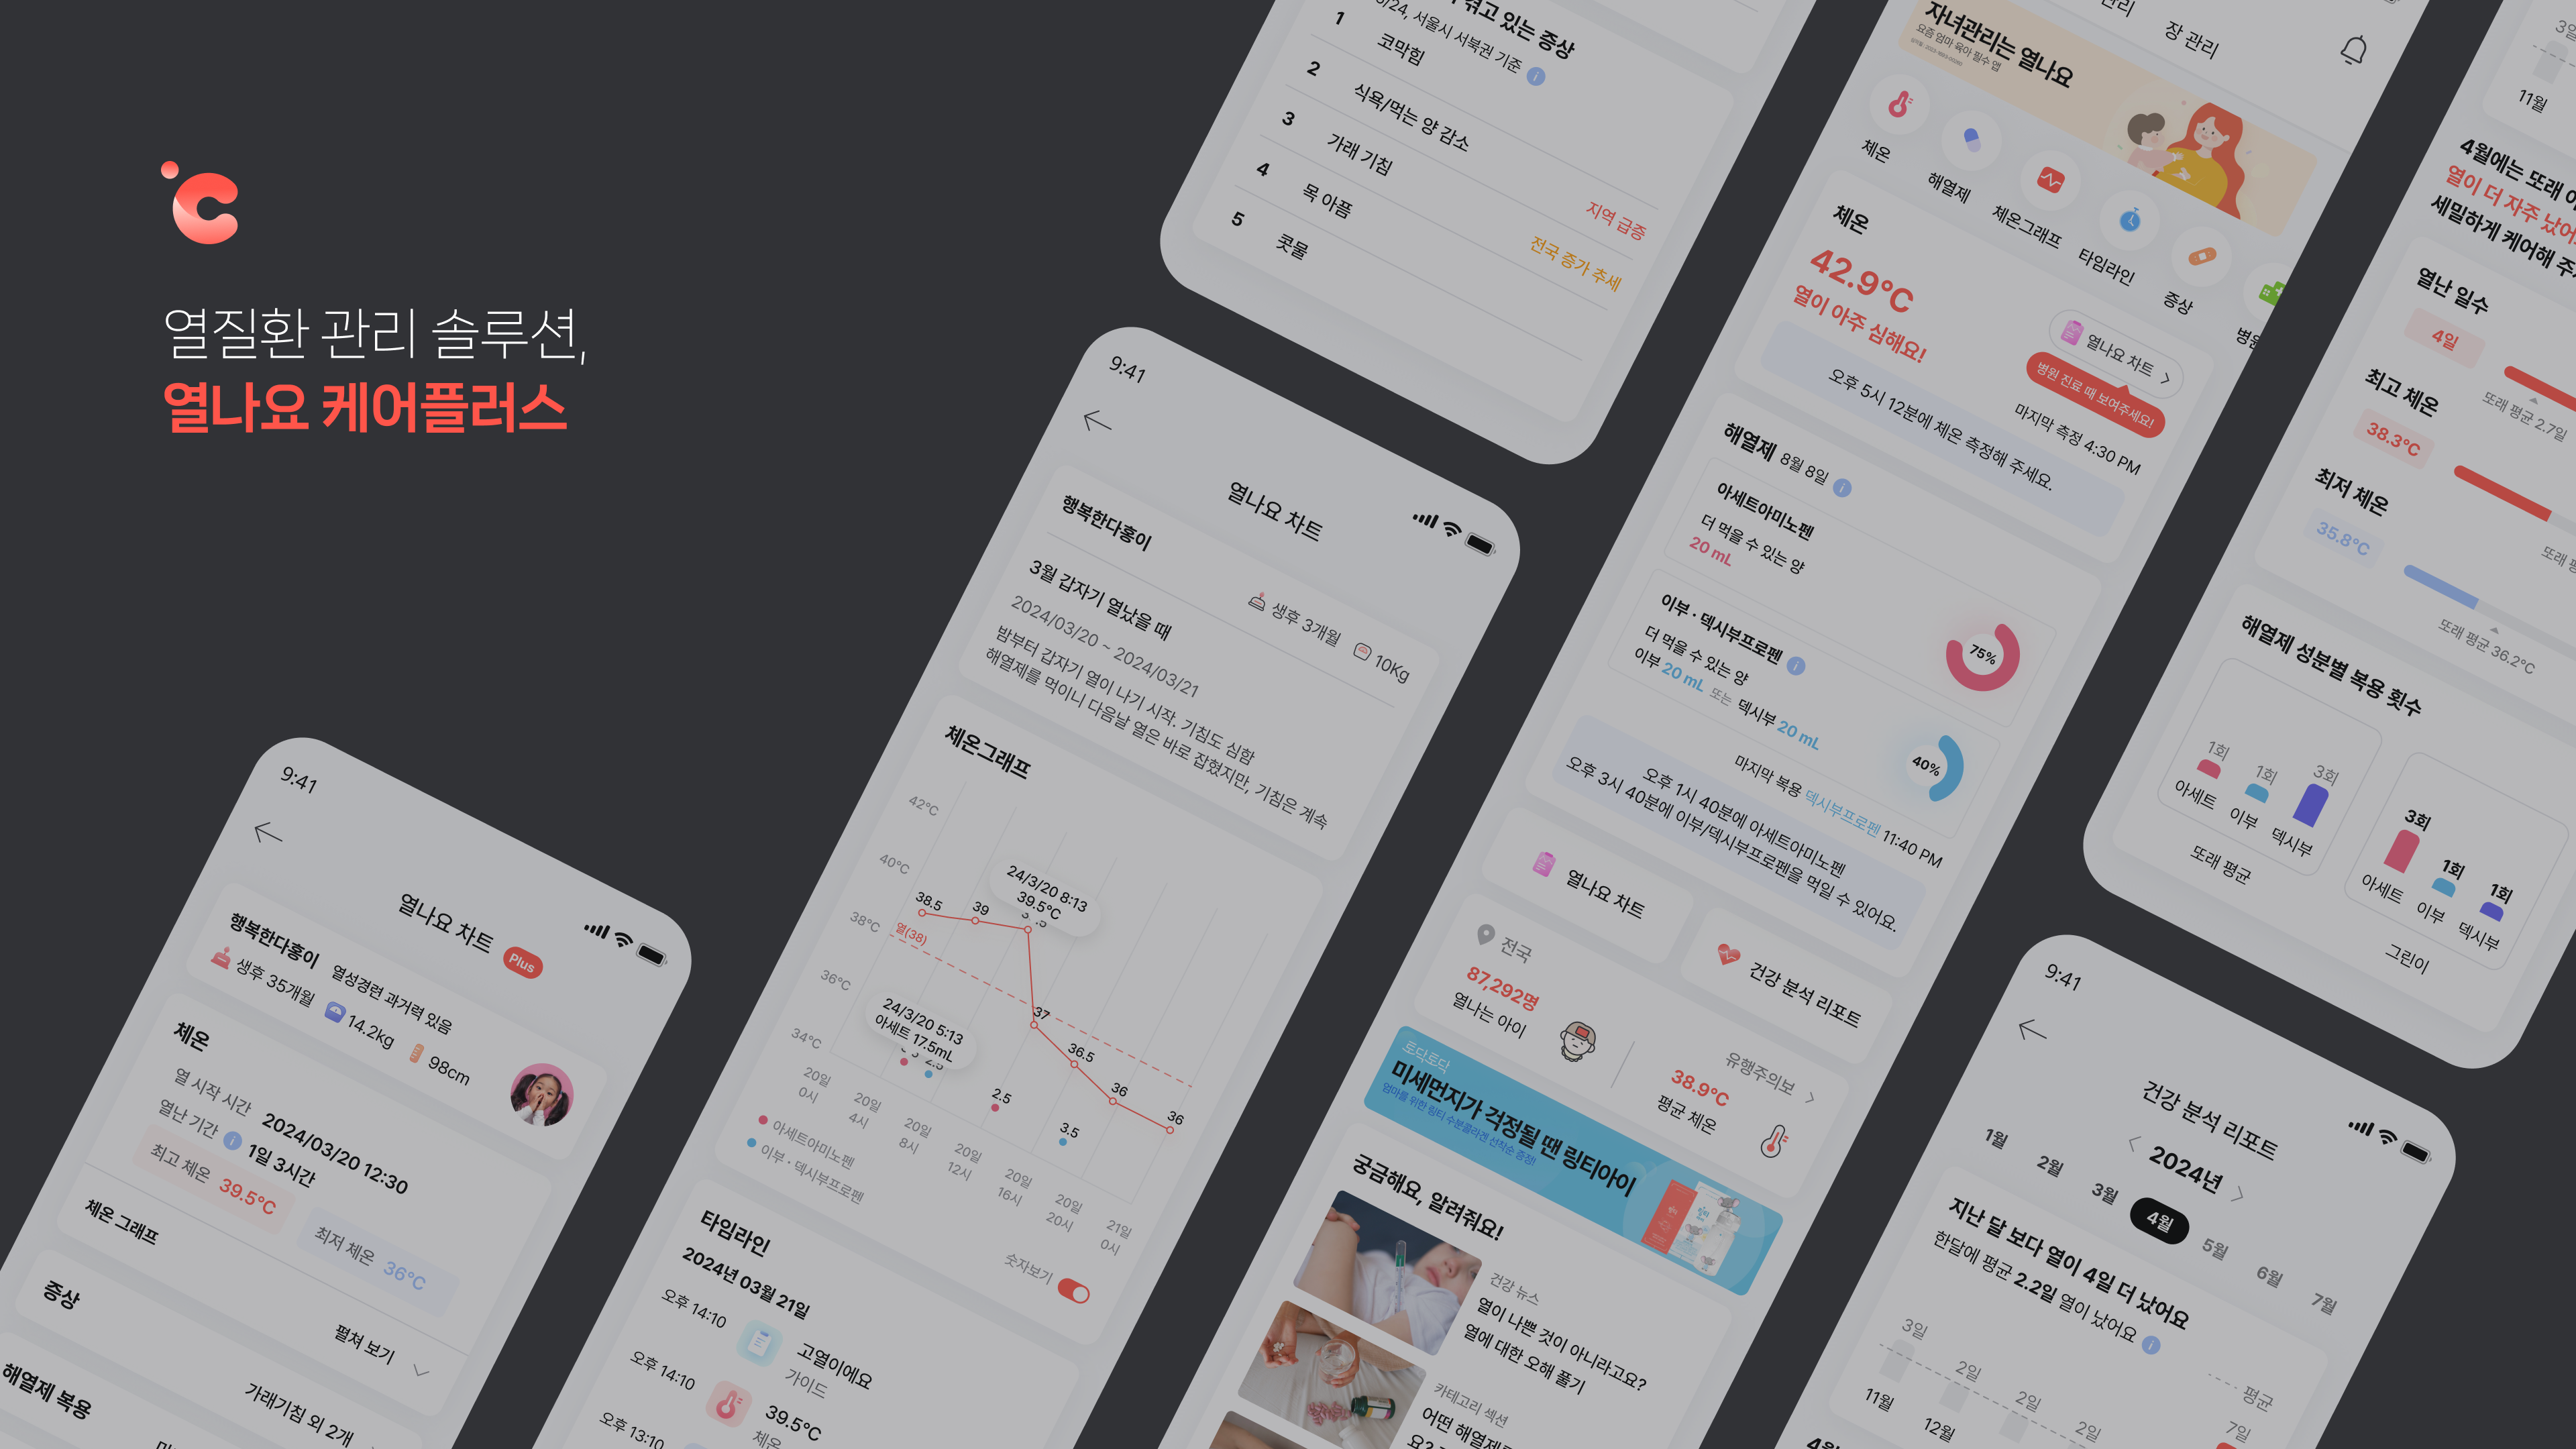 열질환 관리 솔루션,
열나요 케어플러스
9:41
열나요 차트 Plus
행복한다홍이 열성경련 과거력 있음
생후 35개월 14.2kg 98cm
체온
열 시작 시간 2024/03/20 12:30
열난 기간 1일 3시간
최고 체온 39.5°C
최저 체온 36°C
체온 그래프
펼쳐 보기
증상
가래기침 외 2개
해열제 복용
9:41
열나요 차트
행복한다홍이
생후 3개월 10Kg
3월 갑자기 열났을 때
2024/03/20 ~ 2024/03/21
밤부터 갑자기 열이 나기 시작. 기침도 심함
해열제를 먹이니 다음날 열은 바로 잡혔지만, 기침은 계속
체온그래프
42°C
40°C
38°C
36°C
34°C
열(38)
38.5
39
24/3/20 8:13
39.5°C
37
36.5
36
36
24/3/20 5:13
아세트 17.5mL
2.5
2.5
3.5
20일 0시
20일 4시
20일 8시
20일 12시
20일 16시
20일 20시
21일 0시
아세트아미노펜
이부 · 덱시부프로펜
숫자보기
타임라인
2024년 03월 21일
오후 14:10
고열이에요
가이드
오후 14:10
39.5°C
체온
오후 13:10
겪고 있는 증상
/24, 서울시 서북권 기준
1 코막힘
2 식욕/먹는 양 감소
3 가래 기침 지역 급증
4 목 아픔 전국 증가 추세
5 콧물
관리
장 관리
자녀관리는 열나요
요즘 엄마 육아 필수 앱
체온
해열제
체온그래프
타임라인
증상
병원
체온
42.9°C
열이 아주 심해요!
열나요 차트
병원 진료 때 보여주세요!
마지막 측정 4:30 PM
오후 5시 12분에 체온 측정해 주세요.
해열제 8월 8일
아세트아미노펜
더 먹을 수 있는 양
20 mL
75%
이부 · 덱시부프로펜
더 먹을 수 있는 양
이부 20 mL 또는 덱시부 20 mL
40%
마지막 복용 덱시부프로펜 11:40 PM
오후 1시 40분에 아세트아미노펜
오후 3시 40분에 이부/덱시부프로펜을 먹일 수 있어요.
열나요 차트
건강 분석 리포트
전국
87,292명
열나는 아이
유행주의보
38.9°C
평균 체온
토닥토닥
미세먼지가 걱정될 땐 링티아이
엄마를 위한 링티 수분콜라겐 선착순 증정!
궁금해요, 알려줘요!
건강 뉴스
열이 나쁜 것이 아니라고요?
열에 대한 오해 풀기
카테고리 섹션
어떤 해열제
요?
3일
11월
4월에는 또래
열이 더 자주 났어
세밀하게 케어해 주
열난 일수
4일
또래 평균 2.7일
최고 체온
38.3°C
또래
최저 체온
35.8°C
또래 평균 36.2°C
해열제 성분별 복용 횟수
1회 1회 3회
아세트 이부 덱시부
또래 평균
3회 1회 1회
아세트 이부 덱시부
그린이
9:41
건강 분석 리포트
2024년
1월 2월 3월 4월 5월 6월 7월
지난 달 보다 열이 4일 더 났어요
한달에 평균 2.2일 열이 났어요
3일
2일
2일
2일
평균
7일
11월
12월
4월